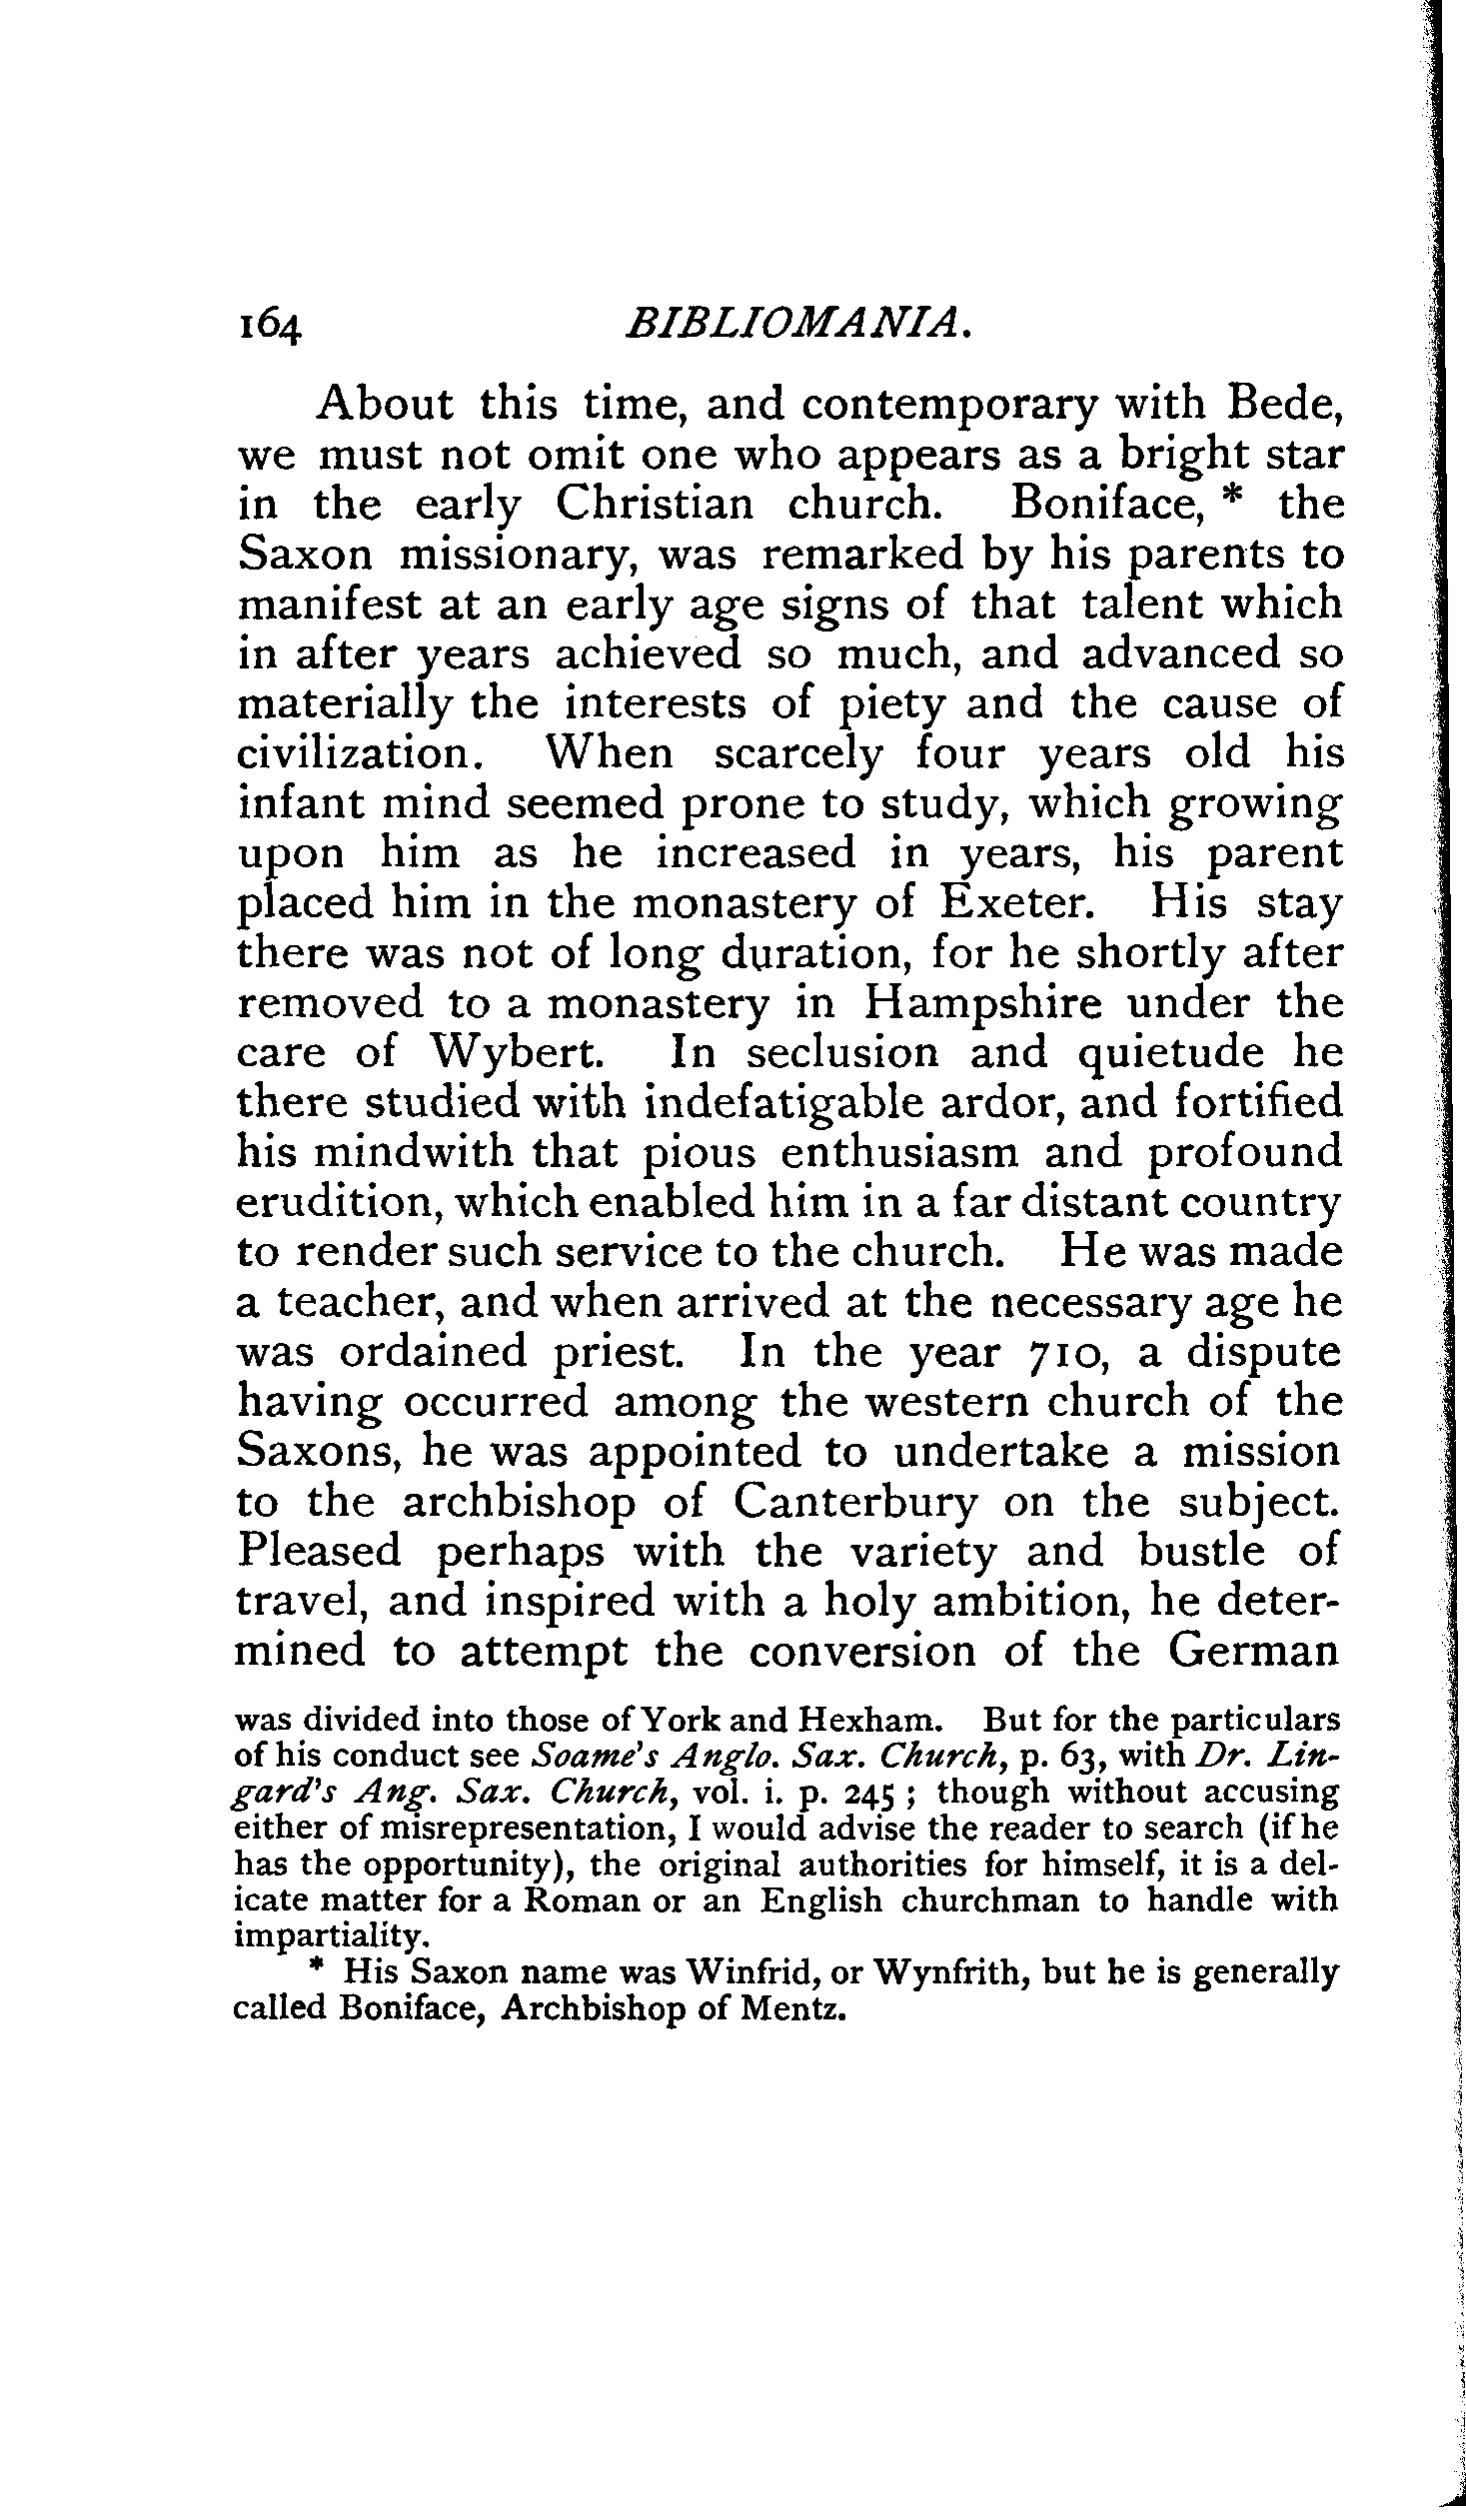 164 BIBLIOMANIA.
About this time, and contemporary with Bede,
we must not omit one who appears as a bright star
in the early Christian church. Boniface, * the
Saxon missionary, was remarked by his parents to
manifest at an early age signs of that talent which
in after years achieved so much, and advanced so
materially the interests of piety and the cause of
civilization. When scarcely four years old his
infant mind seemed prone to study, which growing
upon him as he increased in years, his parent
placed him in the monastery of Exeter. His stay
there was not of long duration, for he shortly after
removed to a monastery in Hampshire under the
care of Wybert. In seclusion and quietude he
there studied with indefatigable ardor, and fortified
his mindwith that pious enthusiasm and profound
erudition, which enabled him in a far distant country
to render such service to the church. He was made
a teacher, and when arrived at the necessary age he
was ordained priest. In the year 710, a dispute
having occurred among the western church of the
Saxons, he was appointed to undertake a mission
to the archbishop of Canterbury on the subject.
Pleased perhaps with the variety and bustle of
travel, and inspired with a holy ambition, he deter-
mined to attempt the conversion of the German
was divided into those of York and Hexham. But for the particulars
of his conduct see Soame's Anglo. Sax. Church, p. 63, with Dr. Lin-
gard's Ang. Sax. Church, vol. i. p. 245 ; though without accusing
either of misrepresentation, I would advise the reader to search (if he
has the opportunity), the original authorities for himself, it is a del-
icate matter for a Roman or an English churchman to handle with
impartiality.
* His Saxon name was Winfrid, or Wynfrith, but he is generally
called Boniface, Archbishop of Mentz.